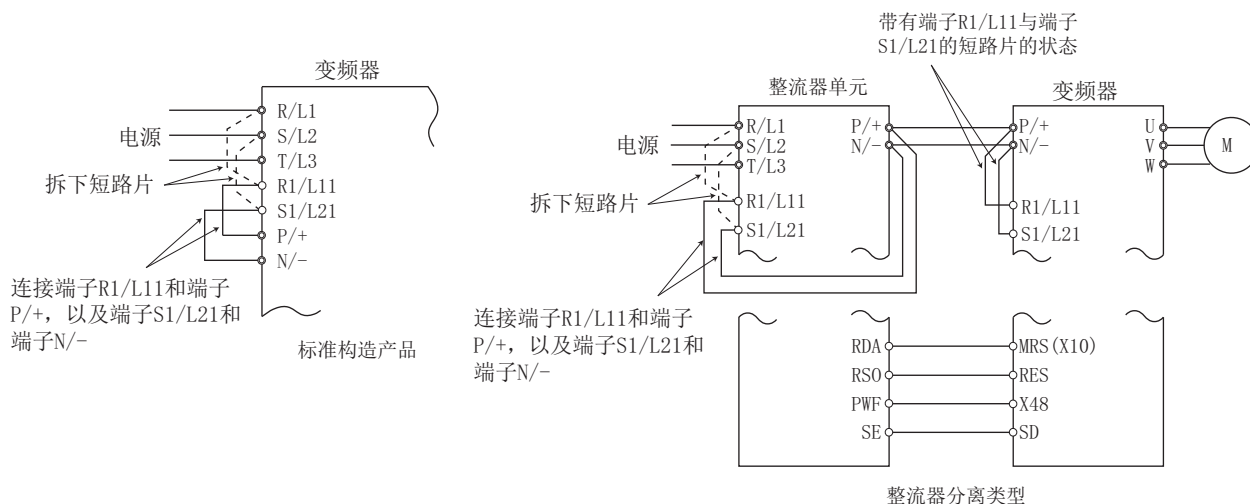 变频器
电源
R/L1
S/L2
T/L3
R1/L11
S1/L21
P/+
N/-
拆下短路片
连接端子R1/L11和端子
P/+，以及端子S1/L21和
端子N/-
标准构造产品
带有端子R1/L11与端子
S1/L21的短路片的状态
整流器单元
变频器
电源
R/L1
S/L2
T/L3
R1/L11
S1/L21
P/+
N/-
P/+
N/-
R1/L11
S1/L21
U
V
W
M
拆下短路片
连接端子R1/L11和端子
P/+，以及端子S1/L21和
端子N/-
RDA
MRS(X10)
RSO
RES
PWF
X48
SE
SD
整流器分离类型